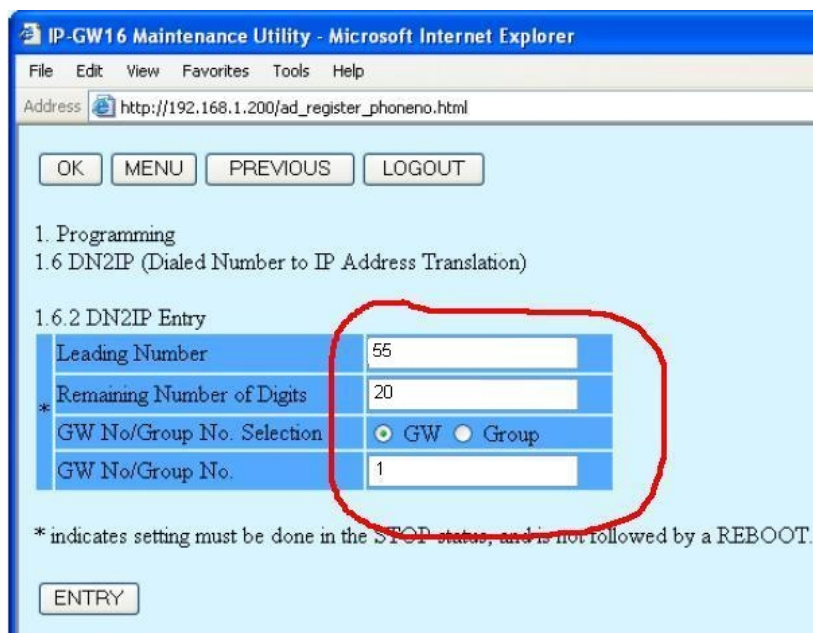 IP-GW16 Maintenance Utility - Microsoft Internet Explorer
File Edit View Favorites Tools Help
Address http://192.168.1.200/ad_register_phoneno.html
OK MENU PREVIOUS LOGOUT
1. Programming
1.6 DN2IP (Dialed Number to IP Address Translation)
1.6.2 DN2IP Entry
Leading Number 55
* Remaining Number of Digits 20
GW No/Group No. Selection GW Group
GW No/Group No. 1
* indicates setting must be done in the STOP status, and is not followed by a REBOOT.
ENTRY